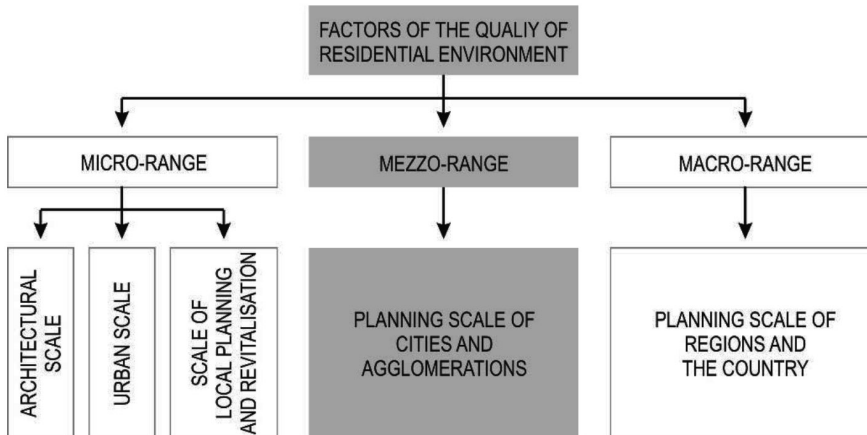 FACTORS OF THE QUALIY OF
RESIDENTIAL ENVIRONMENT
MICRO-RANGE
MEZZO-RANGE
MACRO-RANGE
ARCHITECTURAL
SCALE
URBAN SCALE
SCALE OF
LOCAL PLANNING
AND REVITALISATION
PLANNING SCALE OF
CITIES AND
AGGLOMERATIONS
PLANNING SCALE OF
REGIONS AND
THE COUNTRY